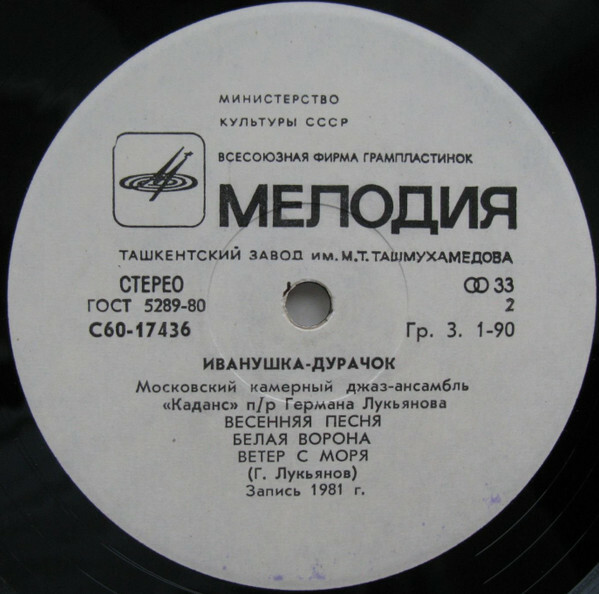 МИНИСТЕРСТВО
КУЛЬТУРЫ СССР
ВСЕСОЮЗНАЯ ФИРМА ГРАМПЛАСТИНОК
МЕЛОДИЯ
ТАШКЕНТСКИЙ ЗАВОД им. М.Т. ТАШМУХАМЕДОВА
СТЕРЕО 33
ГОСТ 5289-80 2
С60-17436 Гр. 3. 1-90
ИВАНУШКА-ДУРАЧОК
Московский камерный джаз-ансамбль
«Каданс» п/р Германа Лукьянова
ВЕСЕННЯЯ ПЕСНЯ
БЕЛАЯ ВОРОНА
ВЕТЕР С МОРЯ
(Г. Лукьянов)
Запись 1981 г.